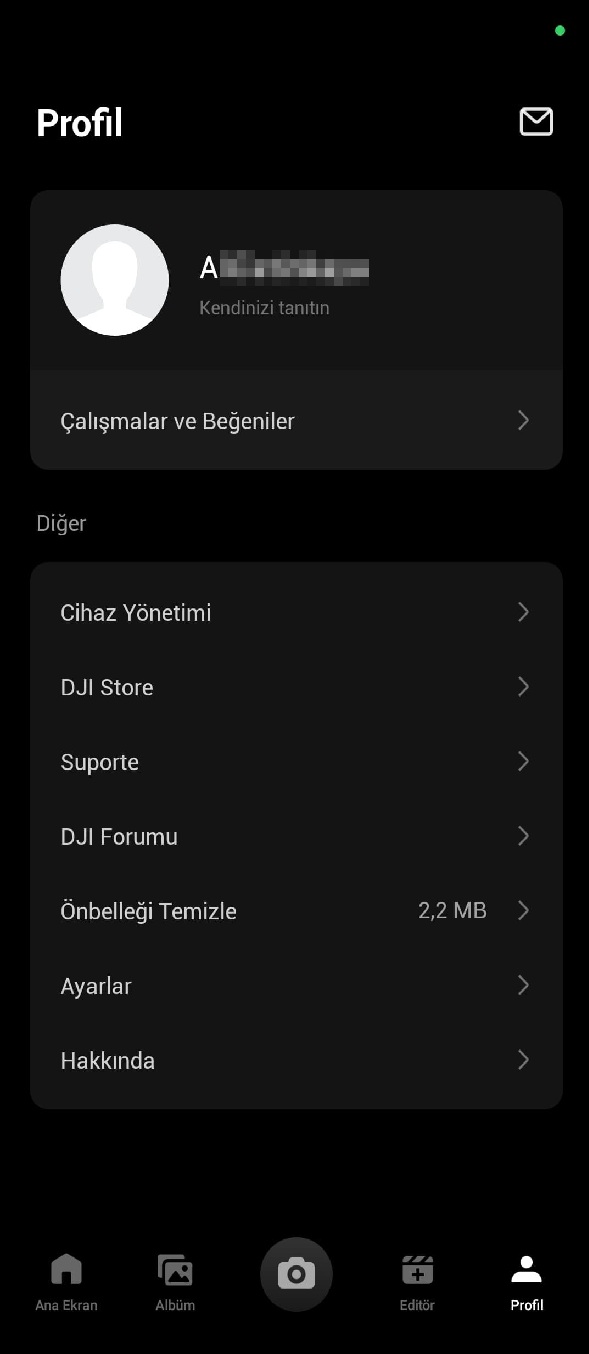 Profil
A
Kendinizi tanıtın
Çalışmalar ve Beğeniler
Diğer
Cihaz Yönetimi
DJI Store
Suporte
DJI Forumu
Önbelleği Temizle 2,2 MB
Ayarlar
Hakkında
Ana Ekran Albüm Editör Profil